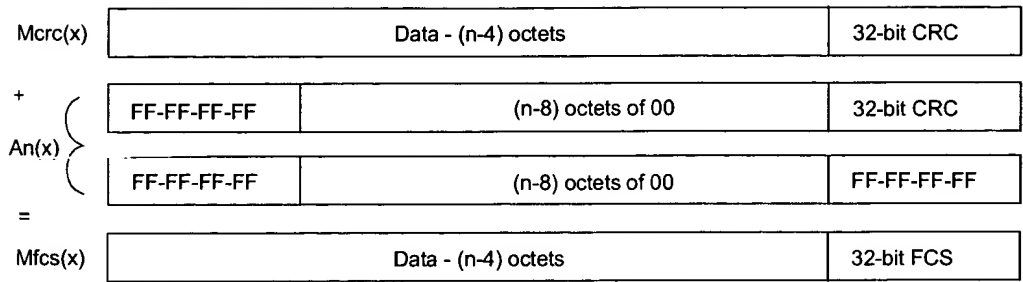 Mcrc(x) Data - (n-4) octets 32-bit CRC
+ FF-FF-FF-FF (n-8) octets of 00 32-bit CRC
An(x)
FF-FF-FF-FF (n-8) octets of 00 FF-FF-FF-FF
=
Mfcs(x) Data - (n-4) octets 32-bit FCS